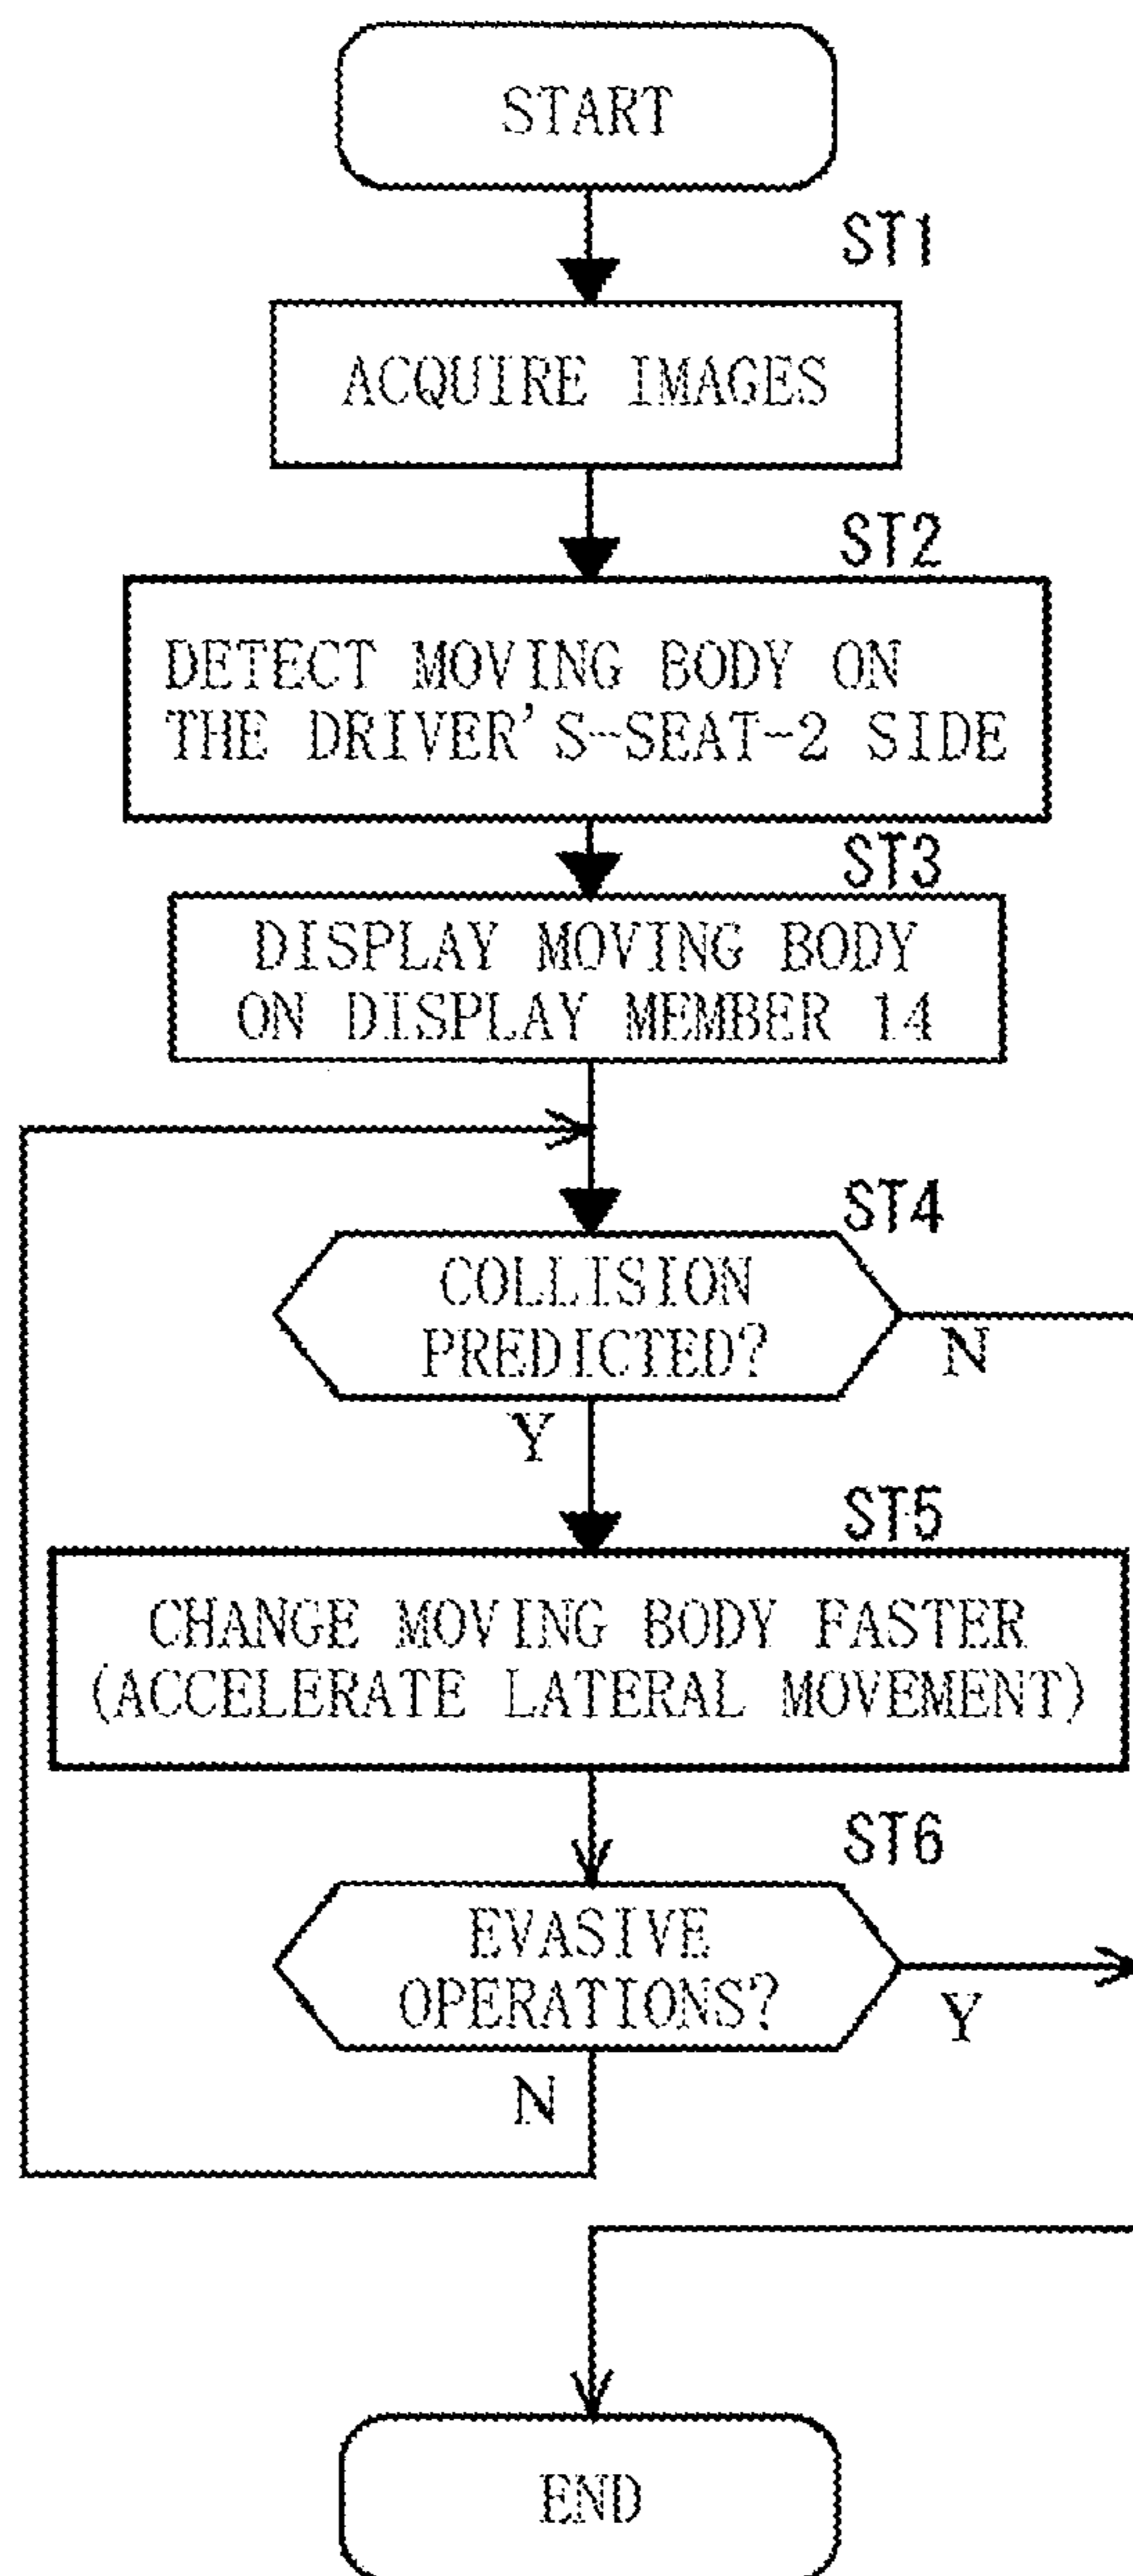 START
ST1
ACQUIRE IMAGES
ST2
DETECT MOVING BODY ON
THE DRIVER'S-SEAT-2 SIDE
ST3
DISPLAY MOVING BODY
ON DISPLAY MEMBER 14
ST4
COLLISION
PREDICTED?
N
Y
ST5
CHANGE MOVING BODY FASTER
(ACCELERATE LATERAL MOVEMENT)
ST6
EVASIVE
OPERATIONS?
Y
N
END